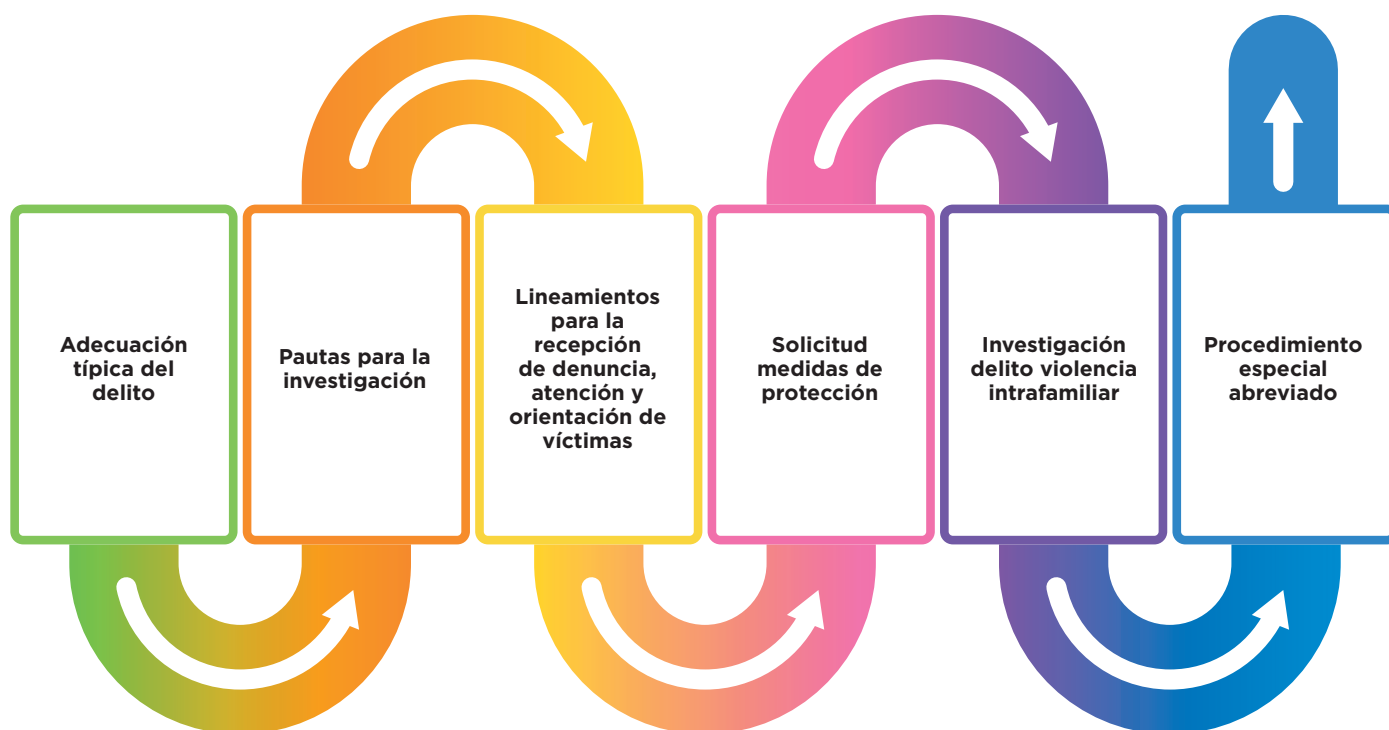 Adecuación
típica del
delito
Pautas para la
investigación
Lineamientos
para la
recepción
de denuncia,
atención y
orientación de
víctimas
Solicitud
medidas de
protección
Investigación
delito violencia
intrafamiliar
Procedimiento
especial
abreviado